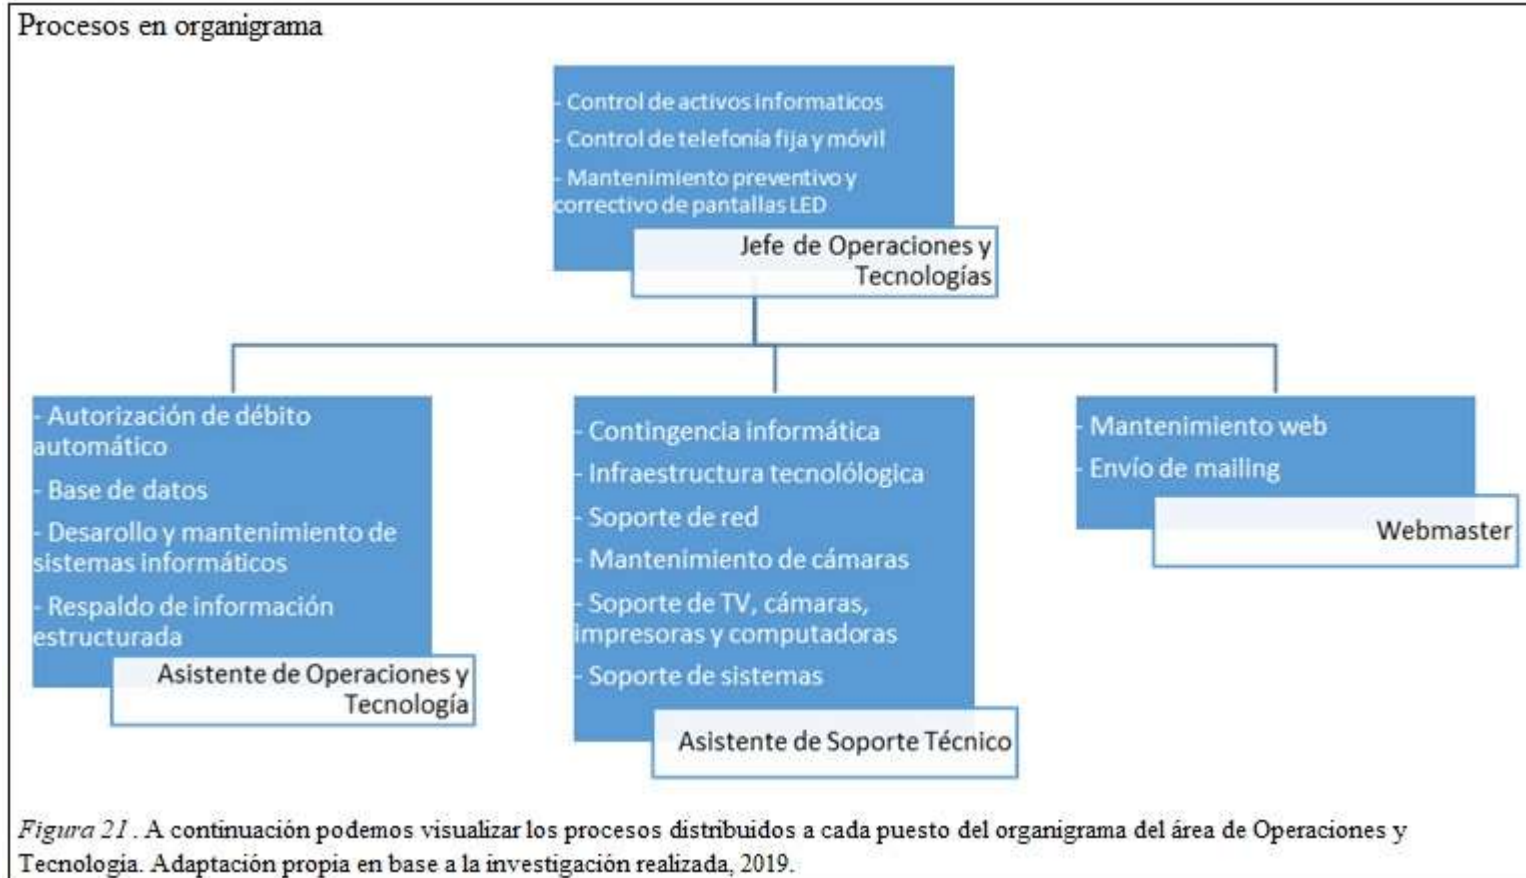 Procesos en organigrama
- Control de activos informaticos
- Control de telefonía fija y móvil
- Mantenimiento preventivo y
correctivo de pantallas LED
Jefe de Operaciones y
Tecnologías
- Autorización de débito
automático
- Base de datos
- Desarollo y mantenimiento de
sistemas informáticos
- Respaldo de información
estructurada
Asistente de Operaciones y
Tecnología
- Contingencia informática
- Infraestructura tecnolólogica
- Soporte de red
- Mantenimiento de cámaras
- Soporte de TV, cámaras,
impresoras y computadoras
- Soporte de sistemas
Asistente de Soporte Técnico
- Mantenimiento web
- Envío de mailing
Webmaster
Figura 21. A continuación podemos visualizar los procesos distribuidos a cada puesto del organigrama del área de Operaciones y
Tecnologia. Adaptación propia en base a la investigación realizada, 2019.